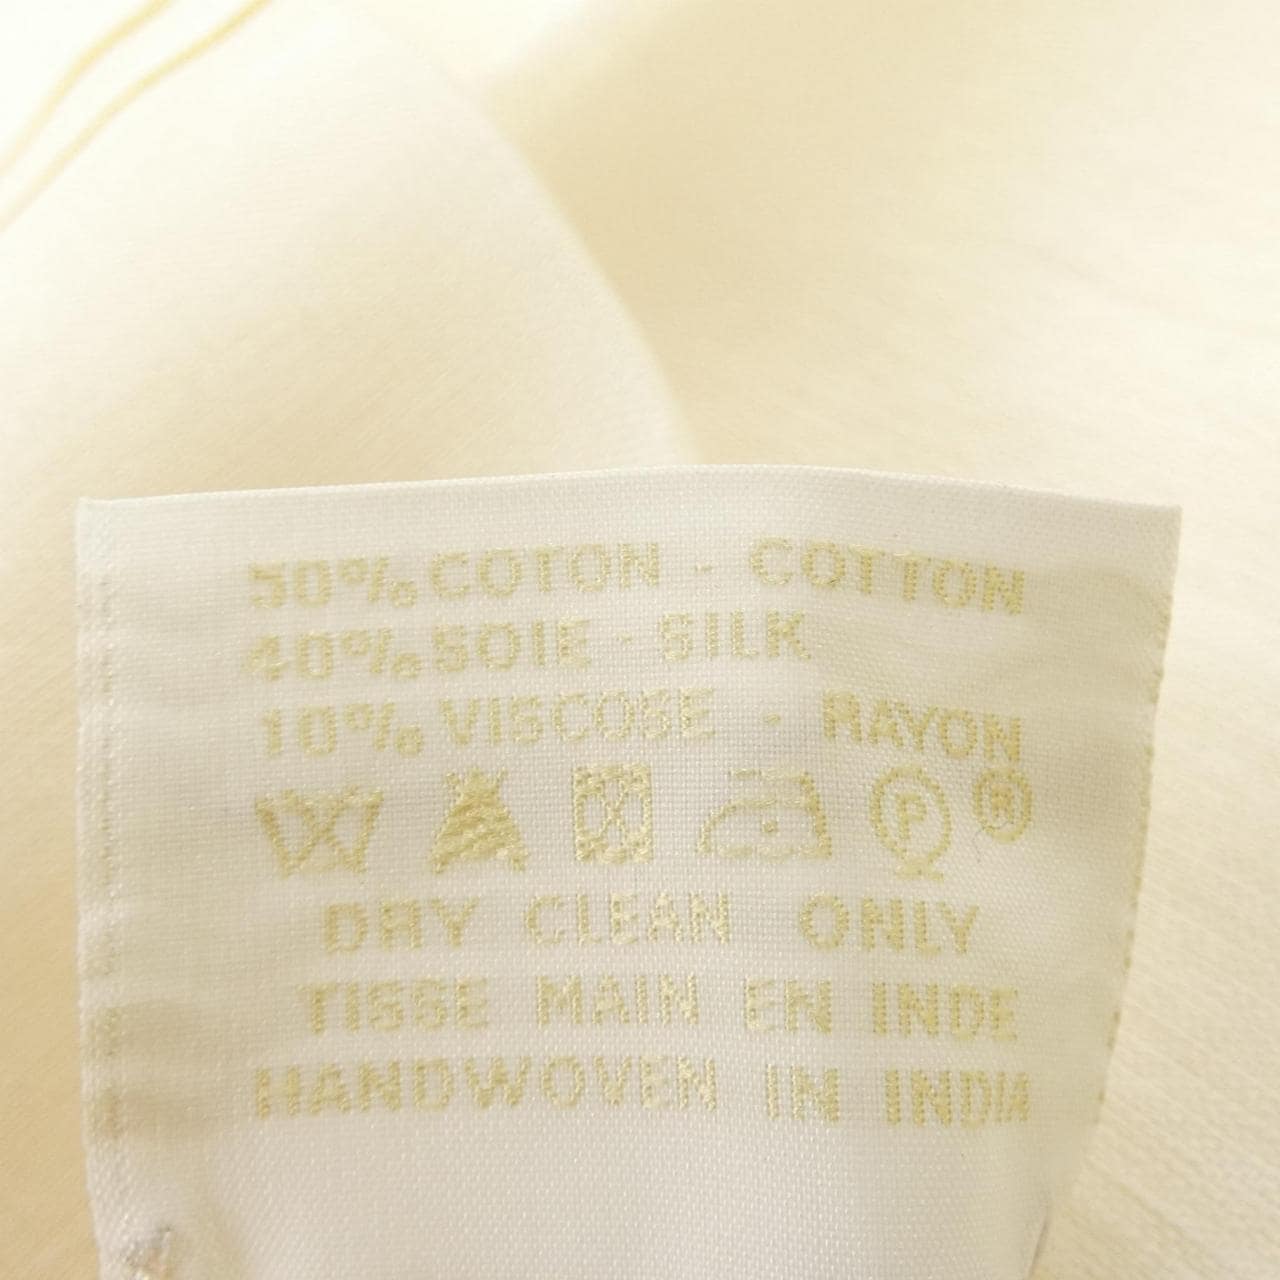 50% COTON - COTTON
40% SOIE - SILK
10% VISCOSE - RAYON
P ®
DRY CLEAN ONLY
TISSE MAIN EN INDE
HANDWOVEN IN INDIA